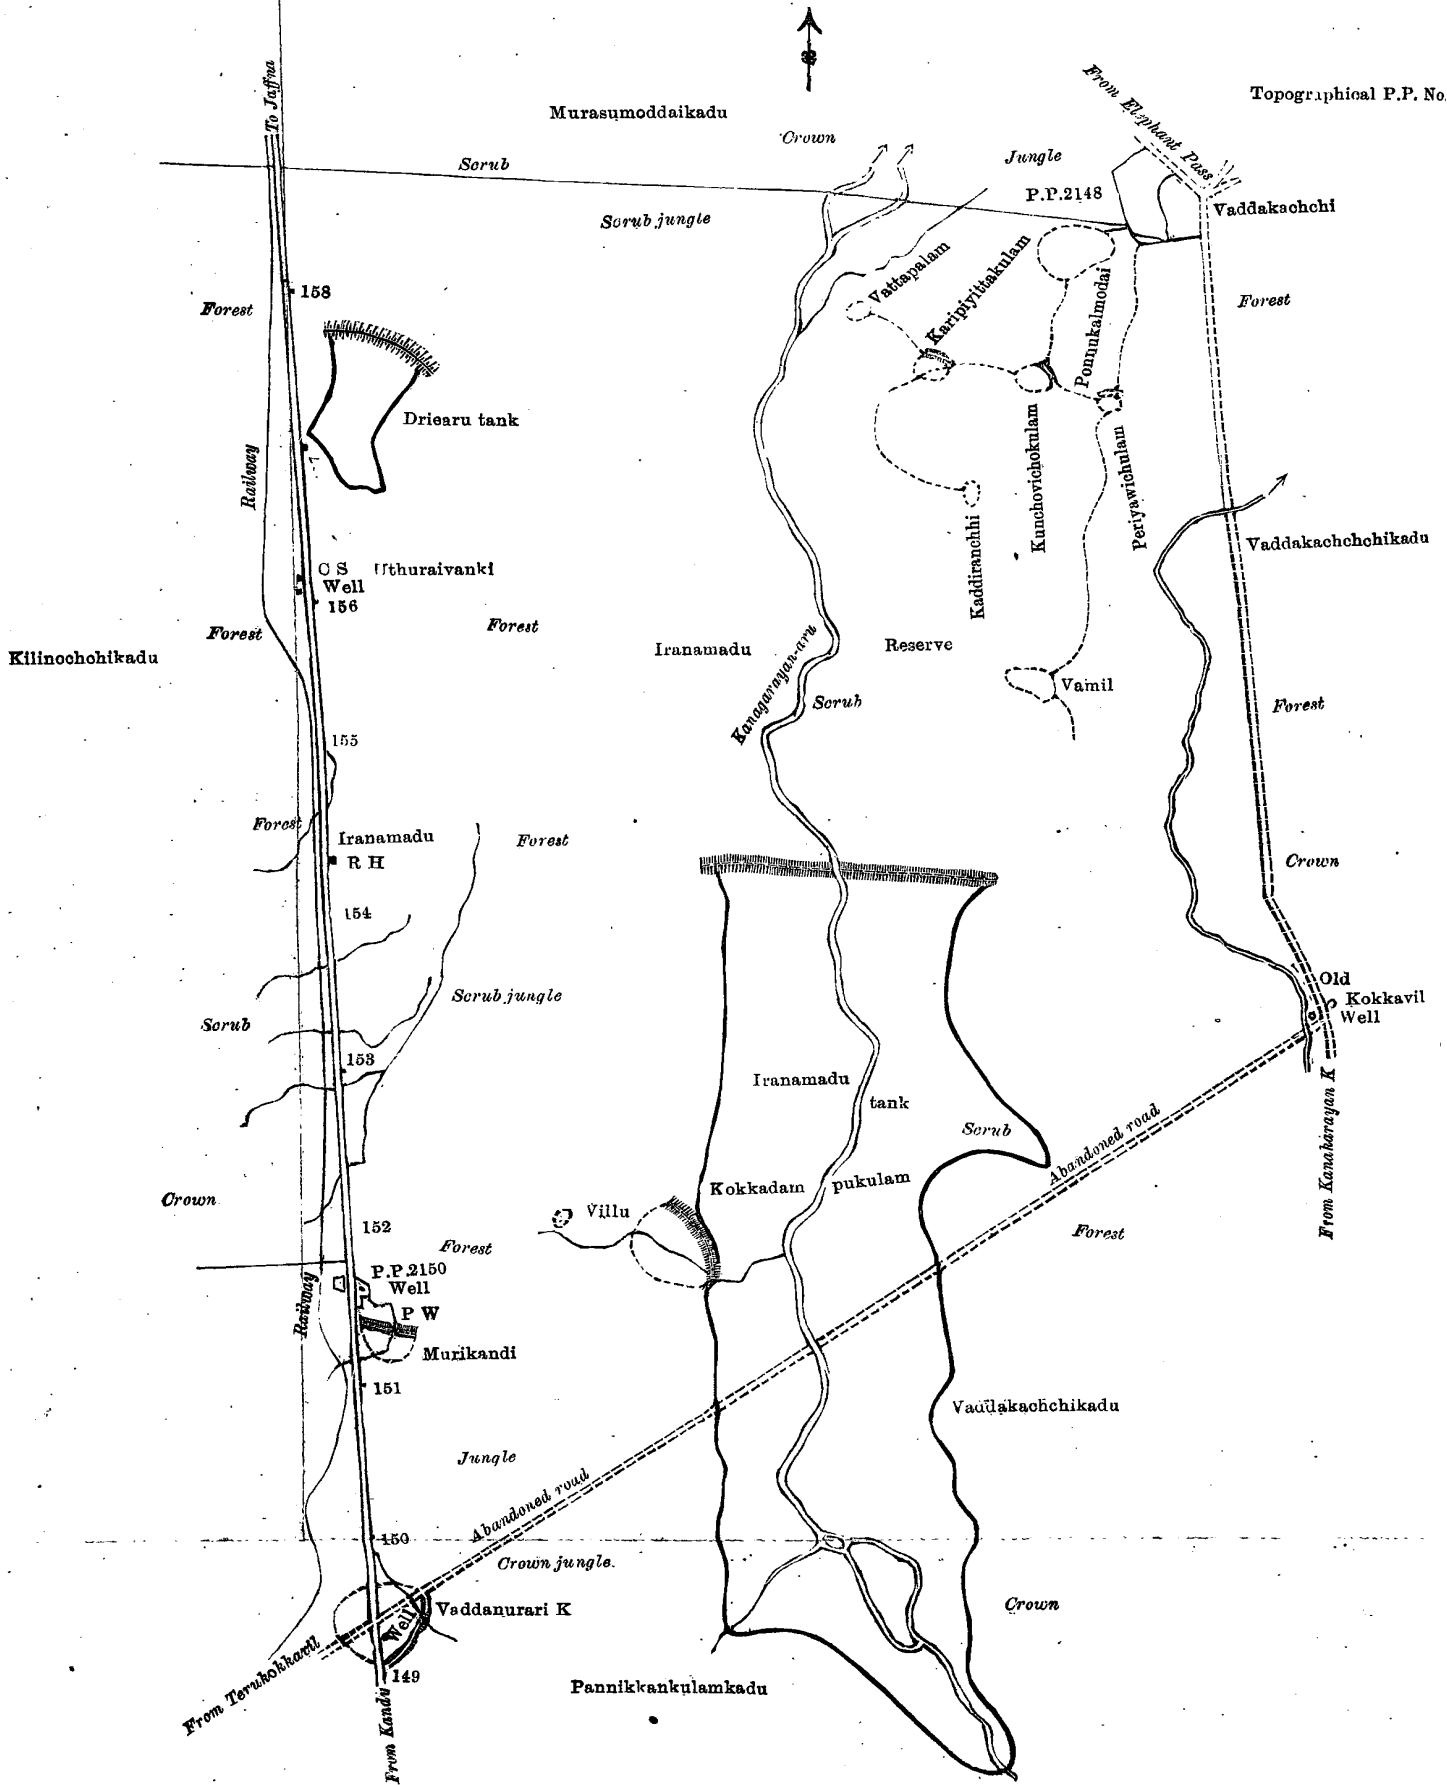 To Jaffna
Murasumoddaikadu
Crown
From Elephant Pass
Topographical P.P. No.
Scrub
Jungle
P.P.2148
Vaddakachchi
Scrub jungle
Vattapalam
Karipiyittakulam
Ponnukalmodai
158
Forest
Forest
Driearu tank
Railway
Kaddiranchhi
Kunchovichokulam
Periyawichulam
Vaddakachchchikadu
C S Uthuraivanki
Well
156
Forest
Forest
Kilinochchikadu
Iranamadu
Kanagarayan-aru
Reserve
Scrub
Vamil
Forest
155
Forest
Iranamadu
R H
Forest
Crown
154
Old
Kokkavil
Well
Scrub jungle
Scrub
153
Iranamadu
tank
Scrub
Abandoned road
From Kanakarayan K
Crown
Kokkadam pukulam
Villu
152
Forest
Forest
P.P.2150
Well
Railway
P W
Murikandi
151
Vaddakachchikadu
Jungle
Abandoned road
150
Crown jungle.
Vaddanurari K
Well
Crown
From Terukokkavil
149
Pannikkankulamkadu
From Kandy